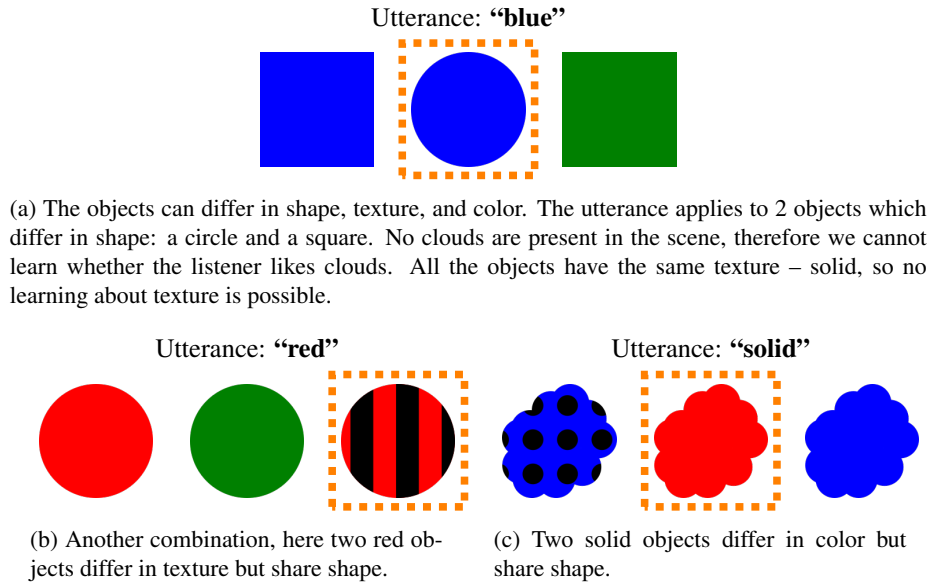 Utterance: “blue”
(a) The objects can differ in shape, texture, and color. The utterance applies to 2 objects which
differ in shape: a circle and a square. No clouds are present in the scene, therefore we cannot
learn whether the listener likes clouds. All the objects have the same texture – solid, so no
learning about texture is possible.
Utterance: “red”
(b) Another combination, here two red ob-
jects differ in texture but share shape.
Utterance: “solid”
(c) Two solid objects differ in color but
share shape.